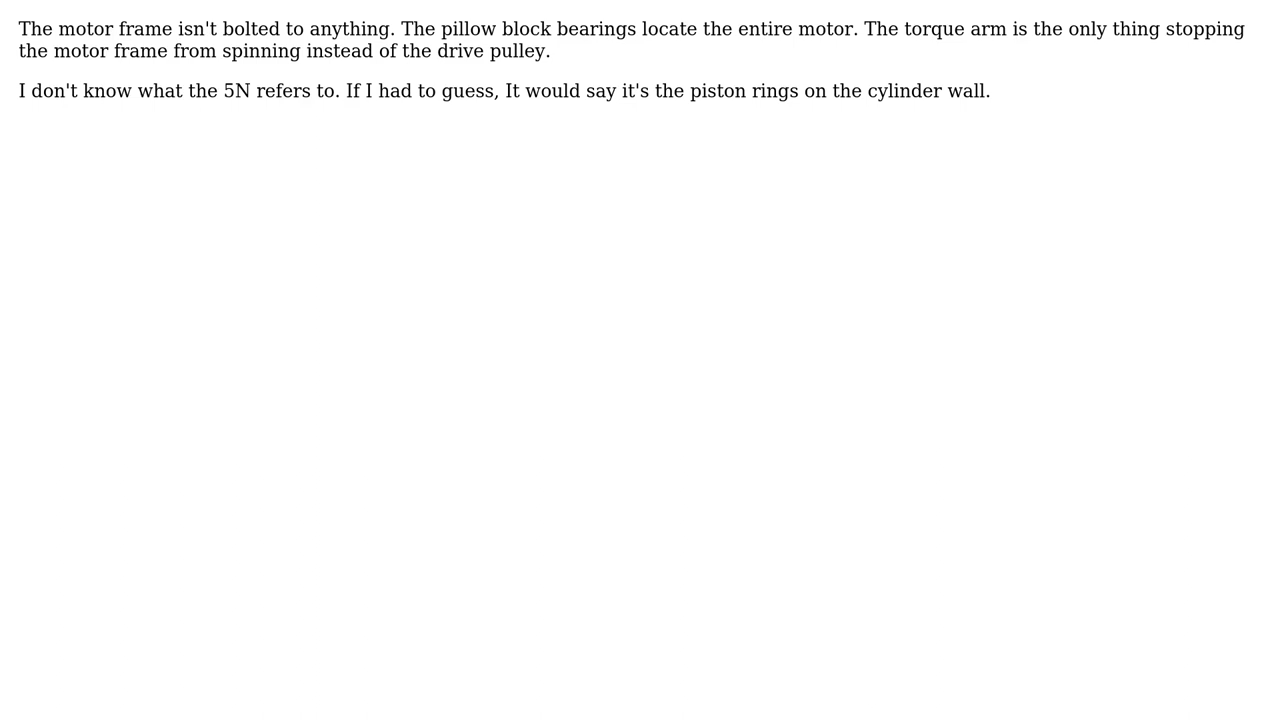 The motor frame isn't bolted to anything. The pillow block bearings locate the entire motor. The torque arm is the only thing stopping
the motor frame from spinning instead of the drive pulley.
I don't know what the 5N refers to. If I had to guess, It would say it's the piston rings on the cylinder wall.